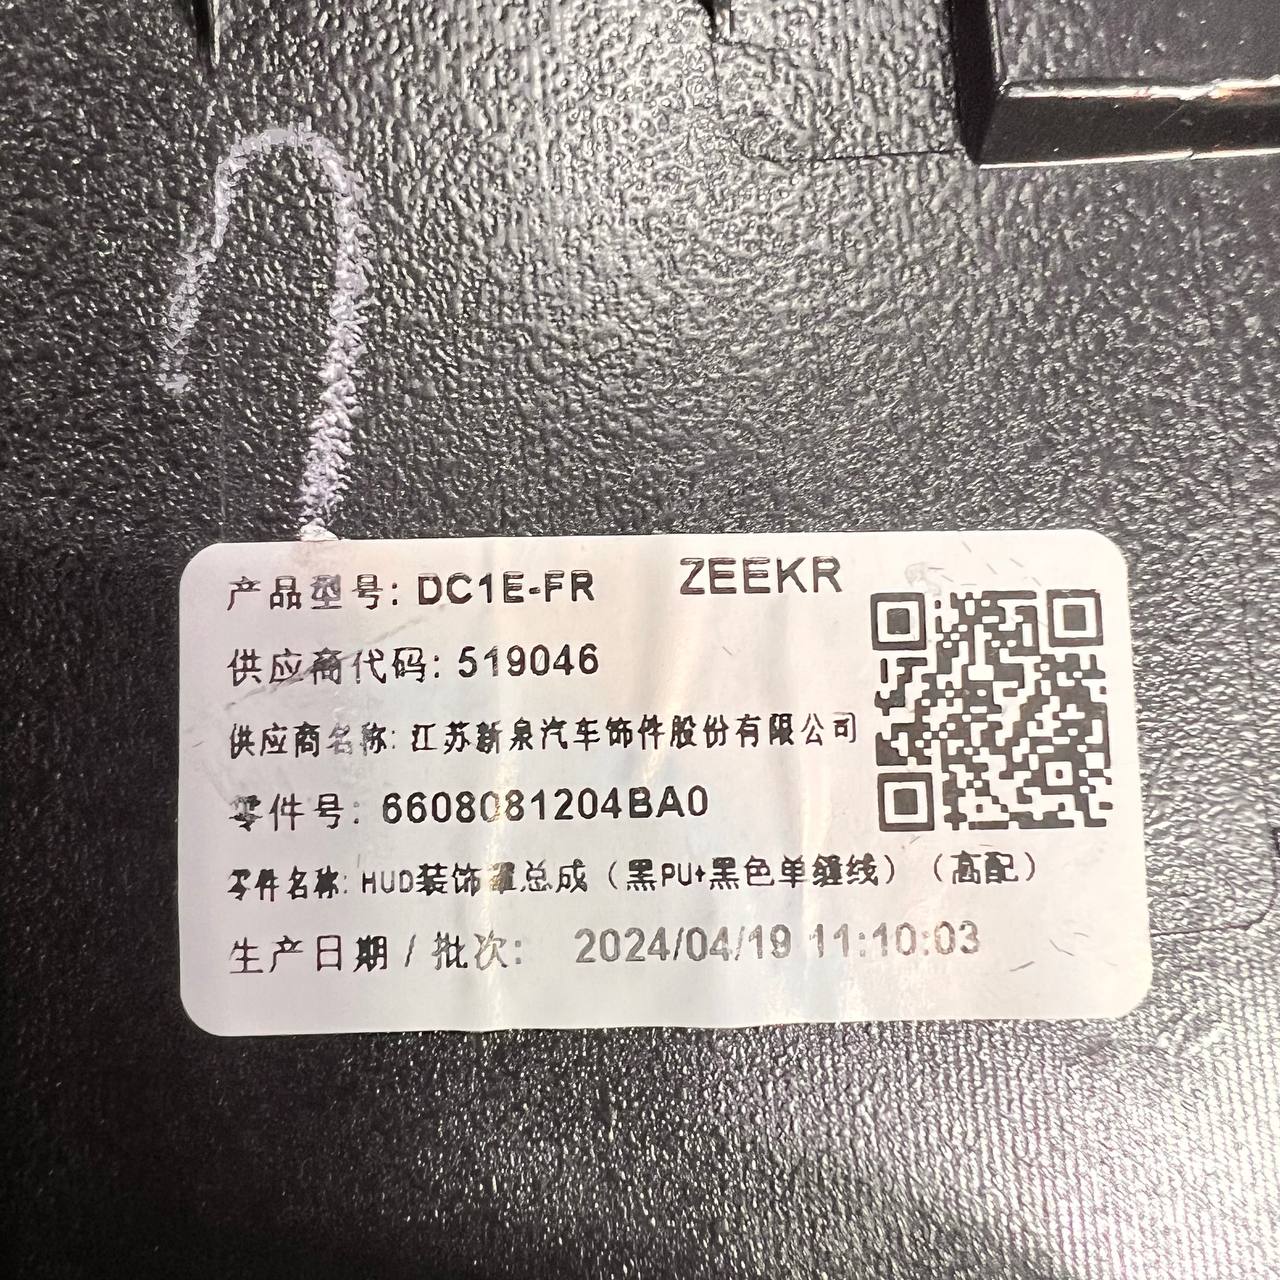 产品型号: DC1E-FR ZEEKR
供应商代码: 519046
供应商名称: 江苏新泉汽车饰件股份有限公司
零件号: 6608081204BA0
零件名称: HUD装饰罩总成（黑PU+黑色单缝线）（高配）
生产日期 / 批次: 2024/04/19 11:10:03